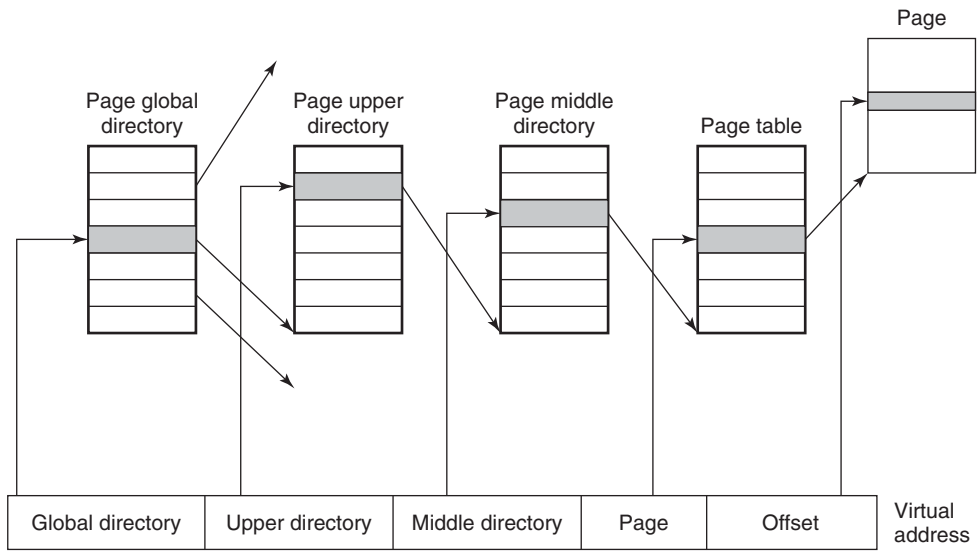 Page
Page global
directory
Page upper
directory
Page middle
directory
Page table
Global directory
Upper directory
Middle directory
Page
Offset
Virtual
address